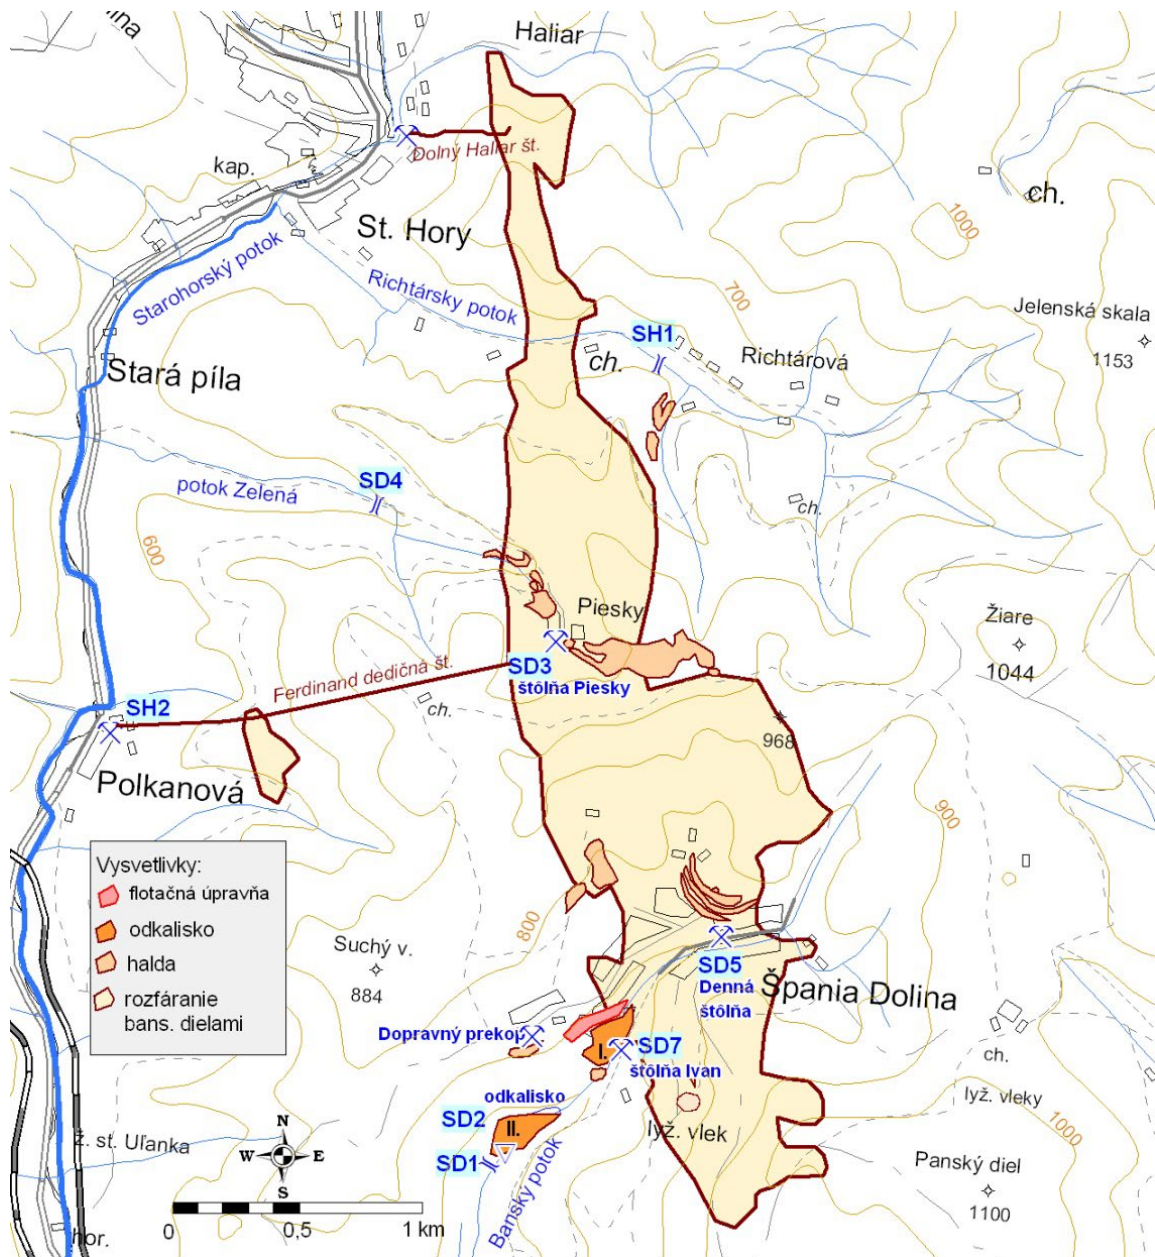 Haliar
ina
Dolný Haliar št.
kap.
ch.
St. Hory
1000
Starohorský potok
Richtársky potok
700
Jelenská skala
1153
SH1
Richtárová
ch.
Stará píla
SD4
potok Zelená
ch.
600
Piesky
Žiare
1044
Ferdinand dedičná št.
SD3
štôlňa Piesky
ch.
SH2
968
Polkanová
900
Vysvetlivky:
flotačná úpravňa
odkalisko
halda
rozfáranie
bans. dielami
800
Suchý v.
884
SD5
Denná
štôlňa
Špania Dolina
Dopravný prekop
I.
SD7
štôlňa Ivan
ch.
odkalisko
lyž. vleky
SD2
II.
lyž. vlek
1000
ž. st. Uľanka
N
W
E
S
SD1
Banský potok
Panský diel
1100
0
0,5
1 km
hor.